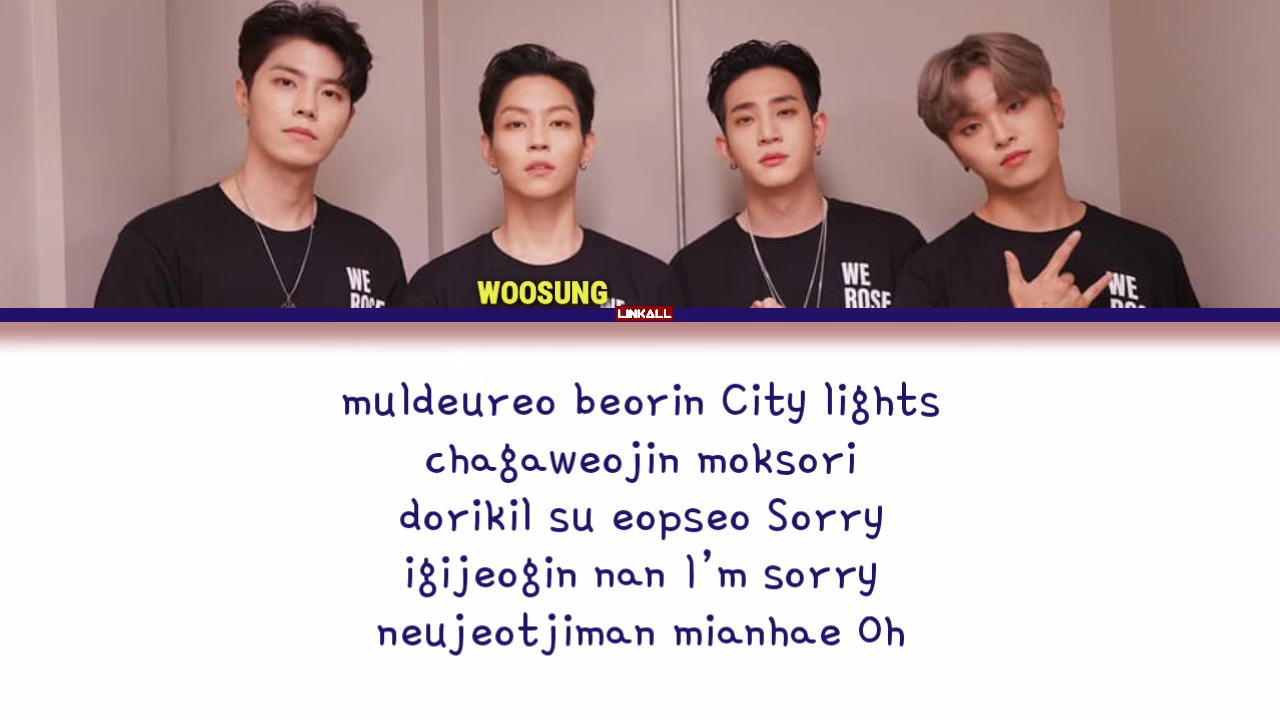 WE
ROSE
WE
WE
ROSE
WE
WOOSUNG
LINKALL
muldeureo beorin City lights
chagaweojin moksori
dorikil su eopseo Sorry
igijeogin nan I'm sorry
neujeotjiman mianhae Oh